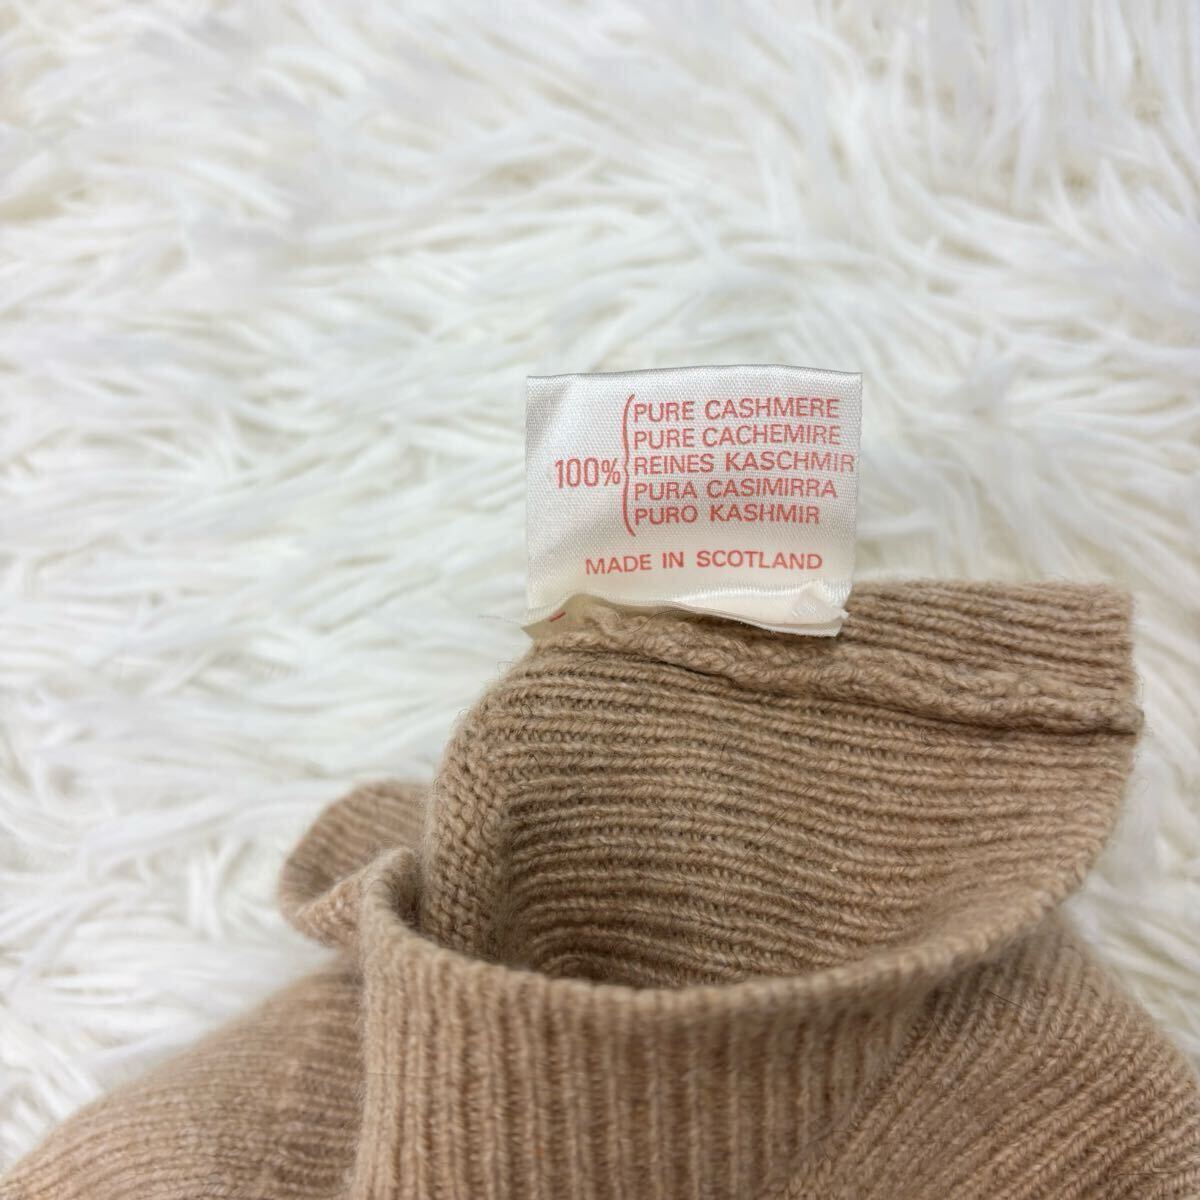 100%
PURE CASHMERE
PURE CACHEMIRE
REINES KASCHMIR
PURA CASIMIRRA
PURO KASHMIR
MADE IN SCOTLAND